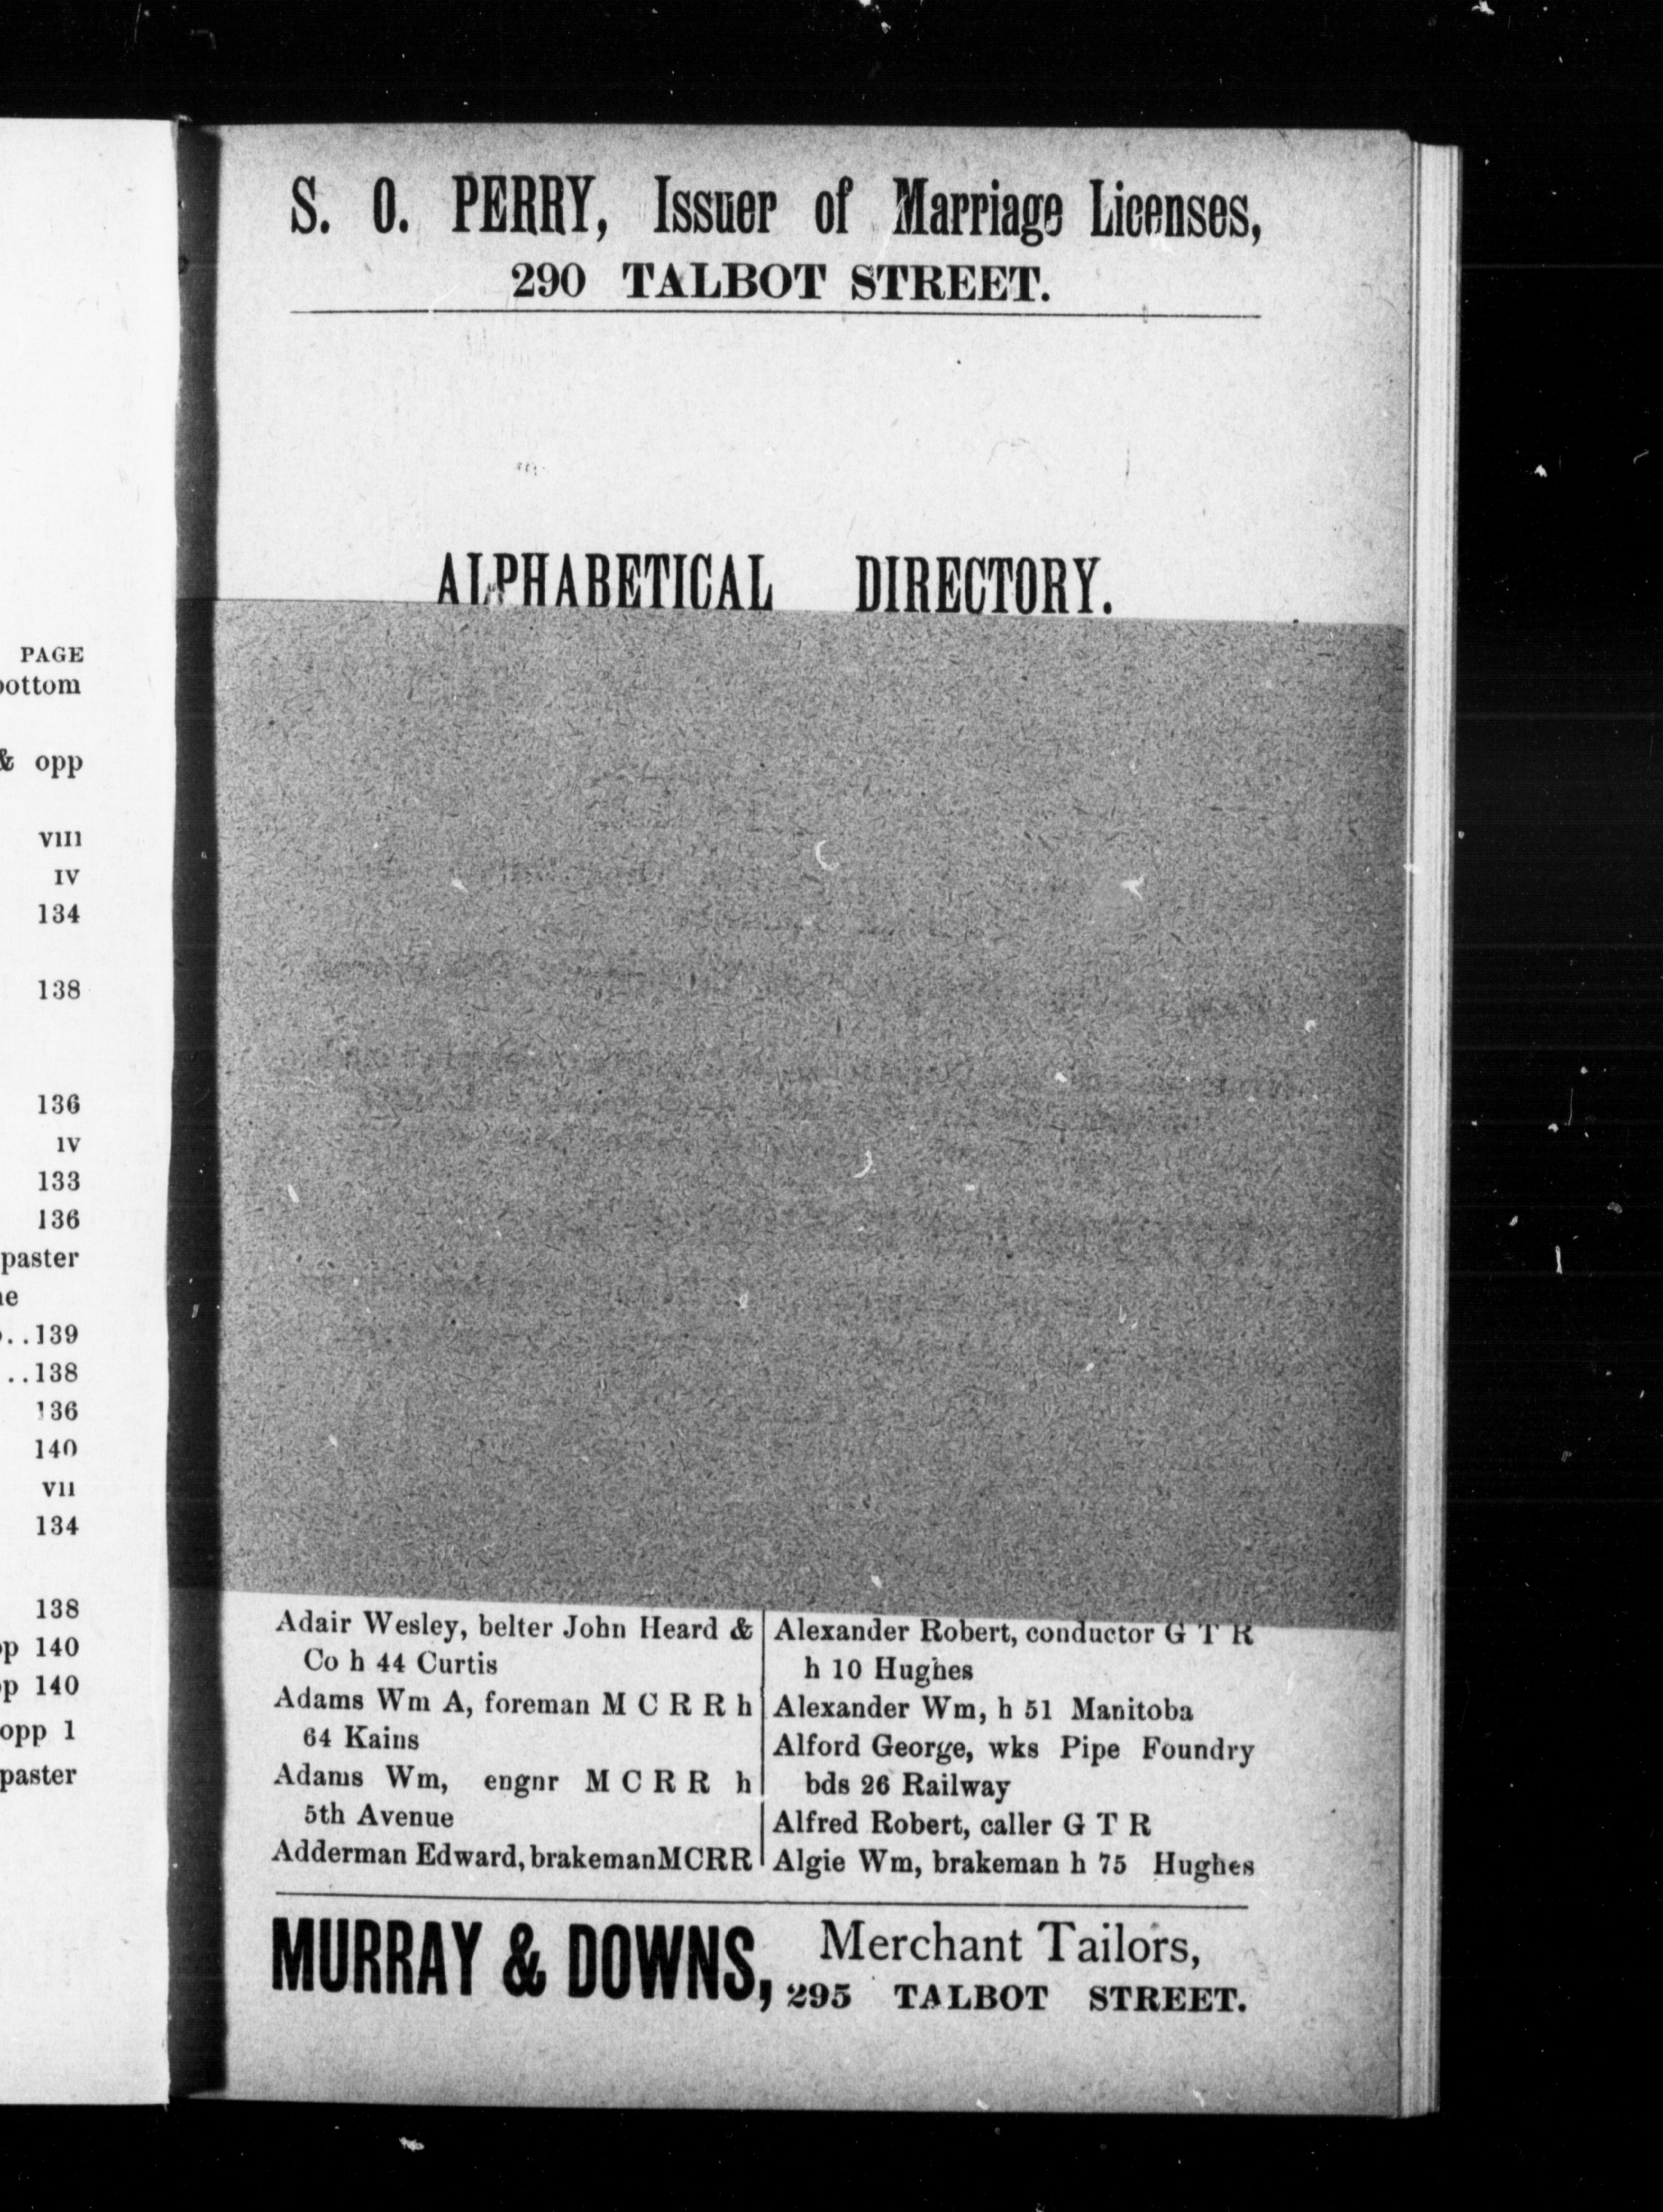 PAGE
bottom
& opp
VIII
IV
134
138
136
IV
133
136
paster
..139
..138
136
140
VII
134
138
140
140
opp 1
paster
S. O. PERRY, Issuer of Marriage Licenses,
290 TALBOT STREET.
ALPHABETICAL DIRECTORY.
Adair Wesley, belter John Heard &
Co h 44 Curtis
Adams Wm A, foreman M C R R h
64 Kains
Adams Wm, engnr M C R R h
5th Avenue
Adderman Edward, brakeman MCRR
Alexander Robert, conductor G T R
h 10 Hughes
Alexander Wm, h 51 Manitoba
Alford George, wks Pipe Foundry
bds 26 Railway
Alfred Robert, caller G T R
Algie Wm, brakeman h 75 Hughes
MURRAY & DOWNS, Merchant Tailors,
295 TALBOT STREET.